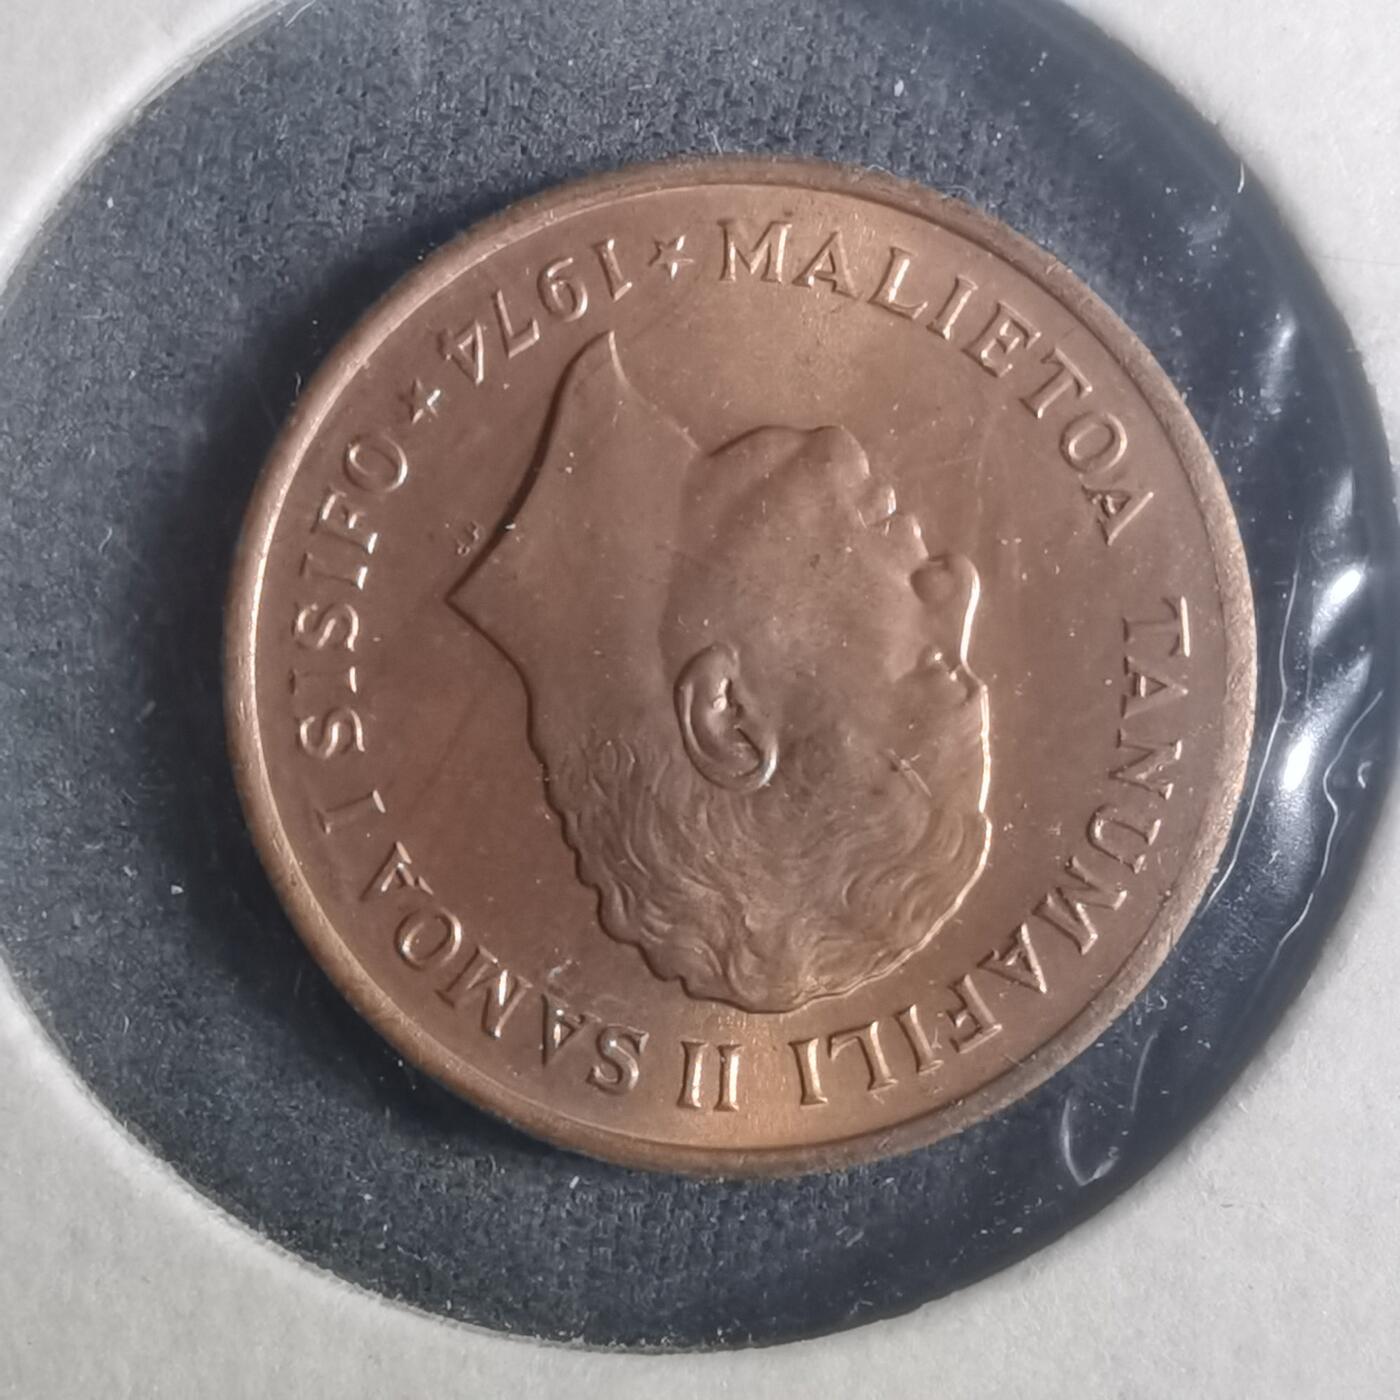 MALIETOA TANUMAFILI II SAMOA I SISIFO ★ 1974 ★